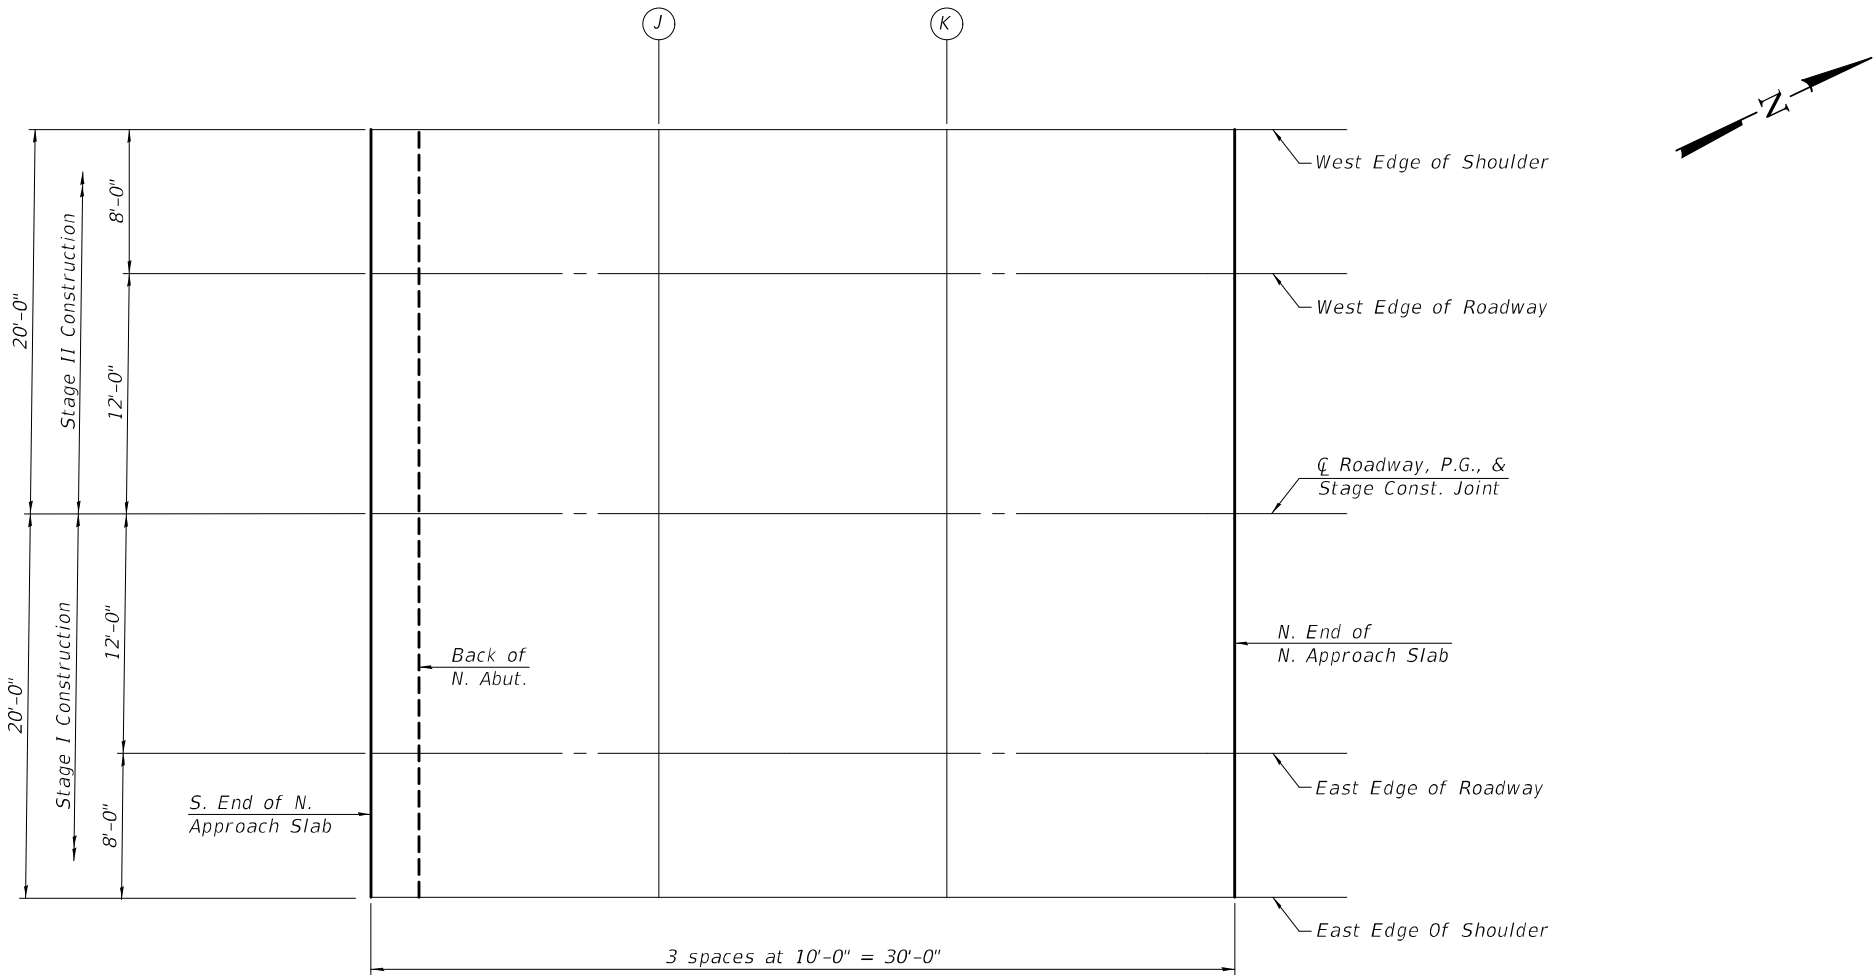 J
K
N
West Edge of Shoulder
8'-0"
Stage II Construction
20'-0"
West Edge of Roadway
12'-0"
℄ Roadway, P.G., &
Stage Const. Joint
12'-0"
Stage I Construction
20'-0"
Back of
N. Abut.
N. End of
N. Approach Slab
East Edge of Roadway
S. End of N.
Approach Slab
8'-0"
East Edge Of Shoulder
3 spaces at 10'-0" = 30'-0"